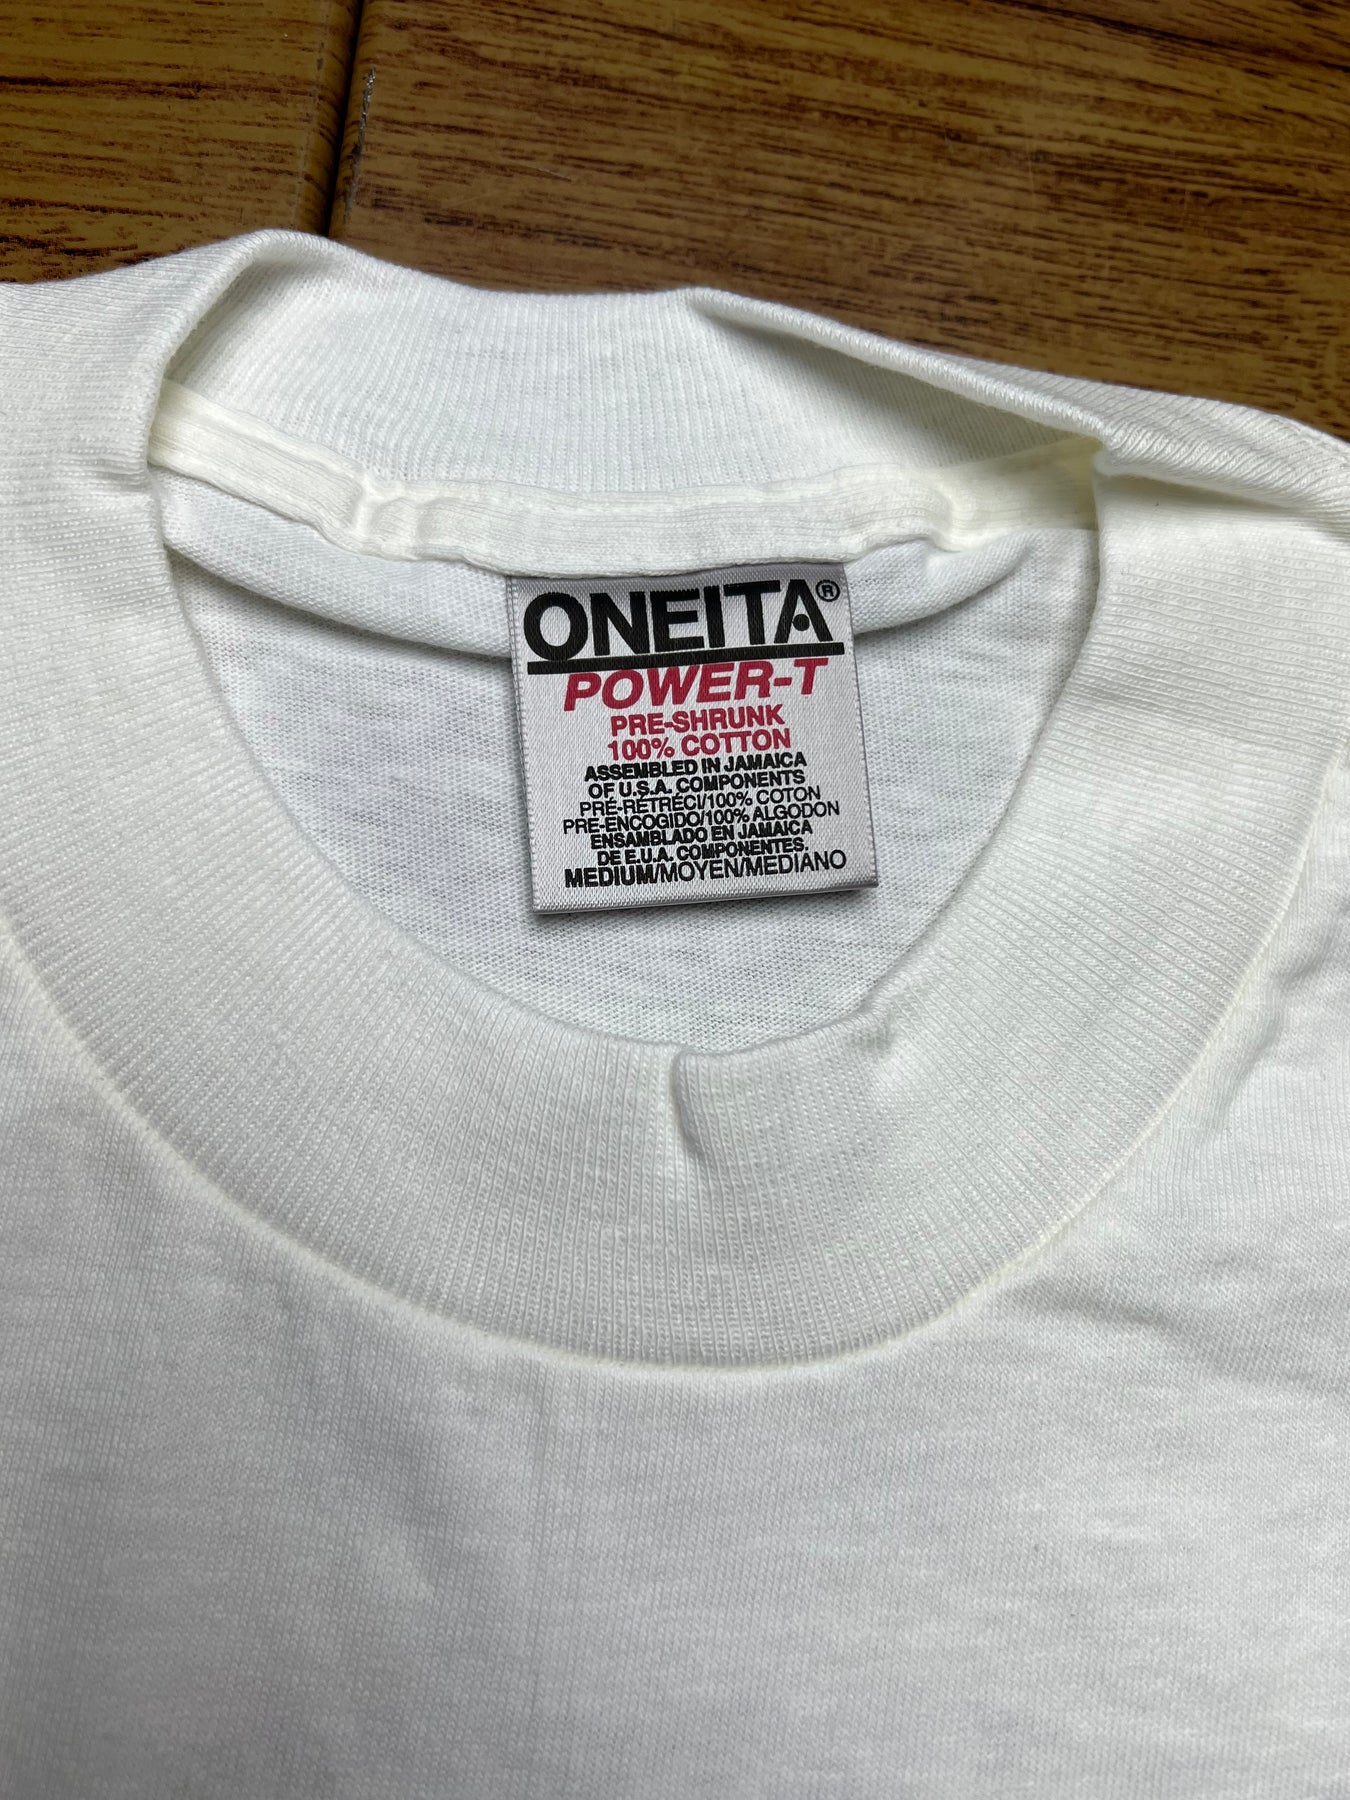 ONEITA®
POWER-T
PRE-SHRUNK
100% COTTON
ASSEMBLED IN JAMAICA
OF U.S.A. COMPONENTS
PRÉ-RÉTRÉCI/100% COTON
PRE-ENCOGIDO/100% ALGODON
ENSAMBLADO EN JAMAICA
DE E.U.A. COMPONENTES.
MEDIUM/MOYEN/MEDIANO